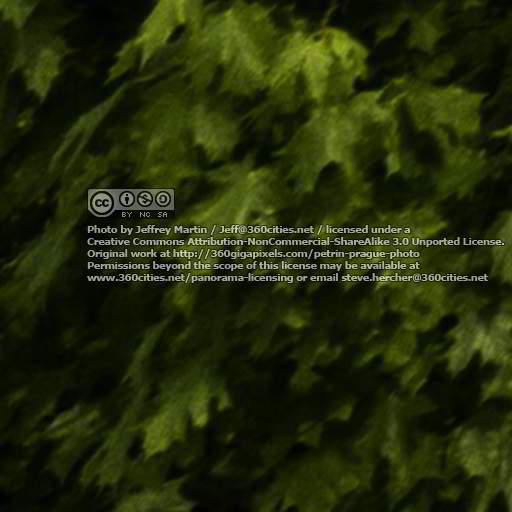 cc
BY NC SA
Photo by Jeffrey Martin / Jeff@360cities.net / licensed under a
Creative Commons Attribution-NonCommercial-ShareAlike 3.0 Unported License.
Original work at http://360gigapixels.com/petrin-prague-photo
Permissions beyond the scope of this license may be available at
www.360cities.net/panorama-licensing or email steve.hercher@360cities.net